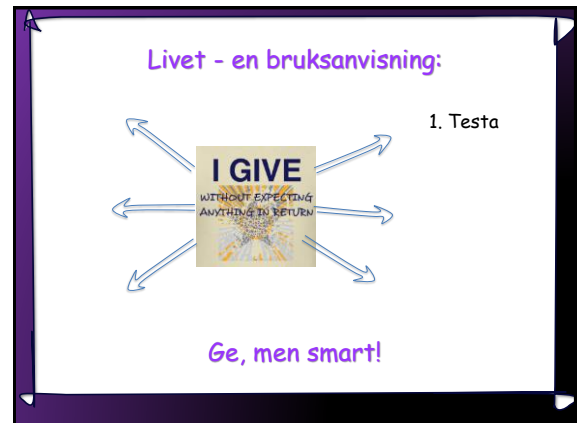 Livet - en bruksanvisning:
1. Testa
I GIVE
WITHOUT EXPECTING
ANYTHING IN RETURN
Ge, men smart!